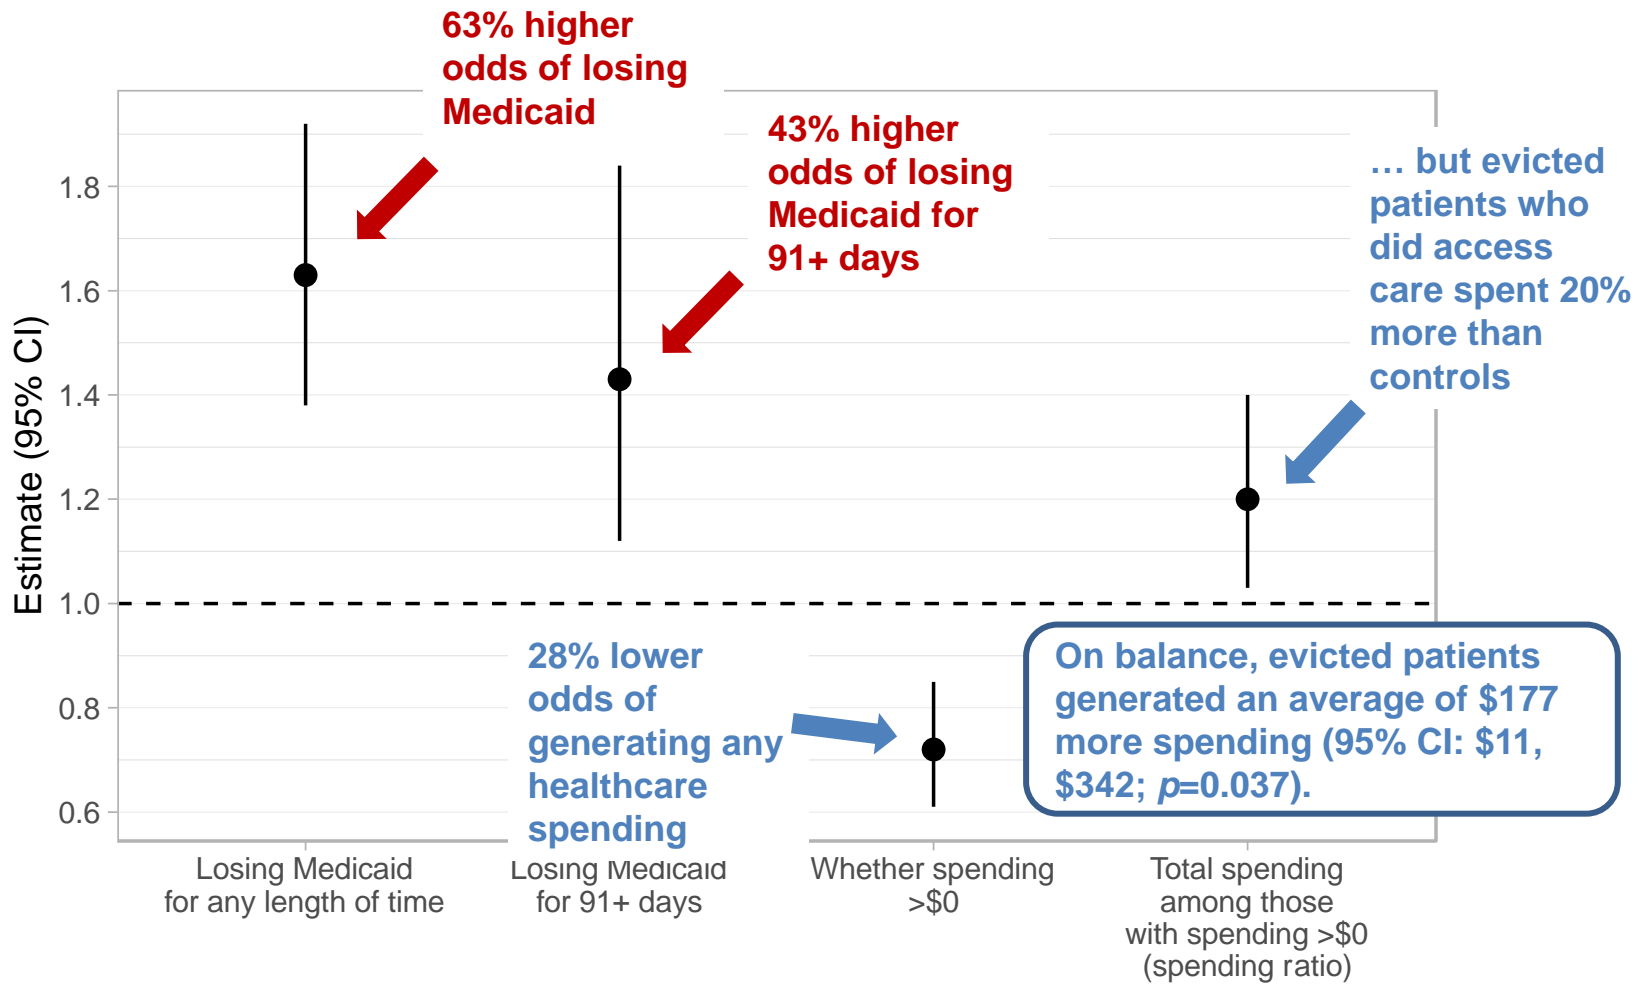 63% higher
odds of losing
Medicaid
43% higher
odds of losing
Medicaid for
91+ days
… but evicted
patients who
did access
care spent 20%
more than
controls
Estimate (95% CI)
1.8
1.6
1.4
1.2
1.0
0.8
0.6
28% lower
odds of
generating any
healthcare
spending
On balance, evicted patients
generated an average of $177
more spending (95% CI: $11,
$342; p=0.037).
Losing Medicaid
for any length of time
Losing Medicaid
for 91+ days
Whether spending
>$0
Total spending
among those
with spending >$0
(spending ratio)